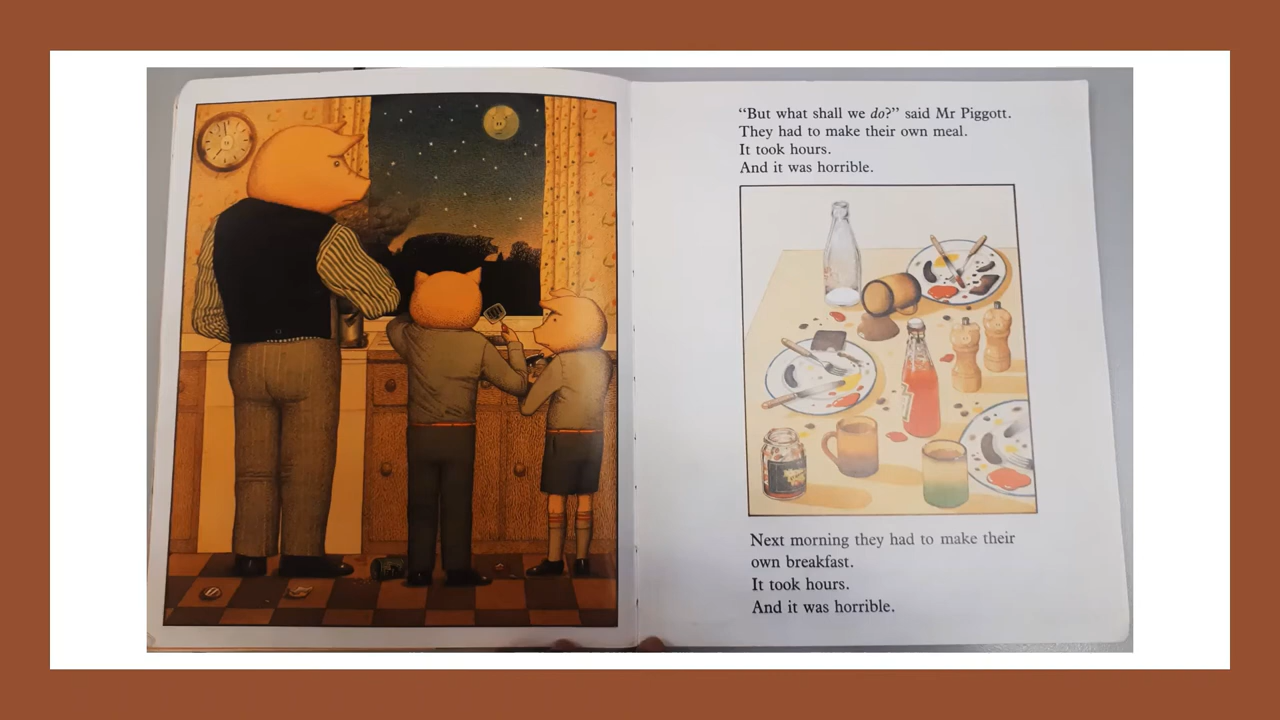 “But what shall we do?” said Mr Piggott.
They had to make their own meal.
It took hours.
And it was horrible.
Next morning they had to make their
own breakfast.
It took hours.
And it was horrible.